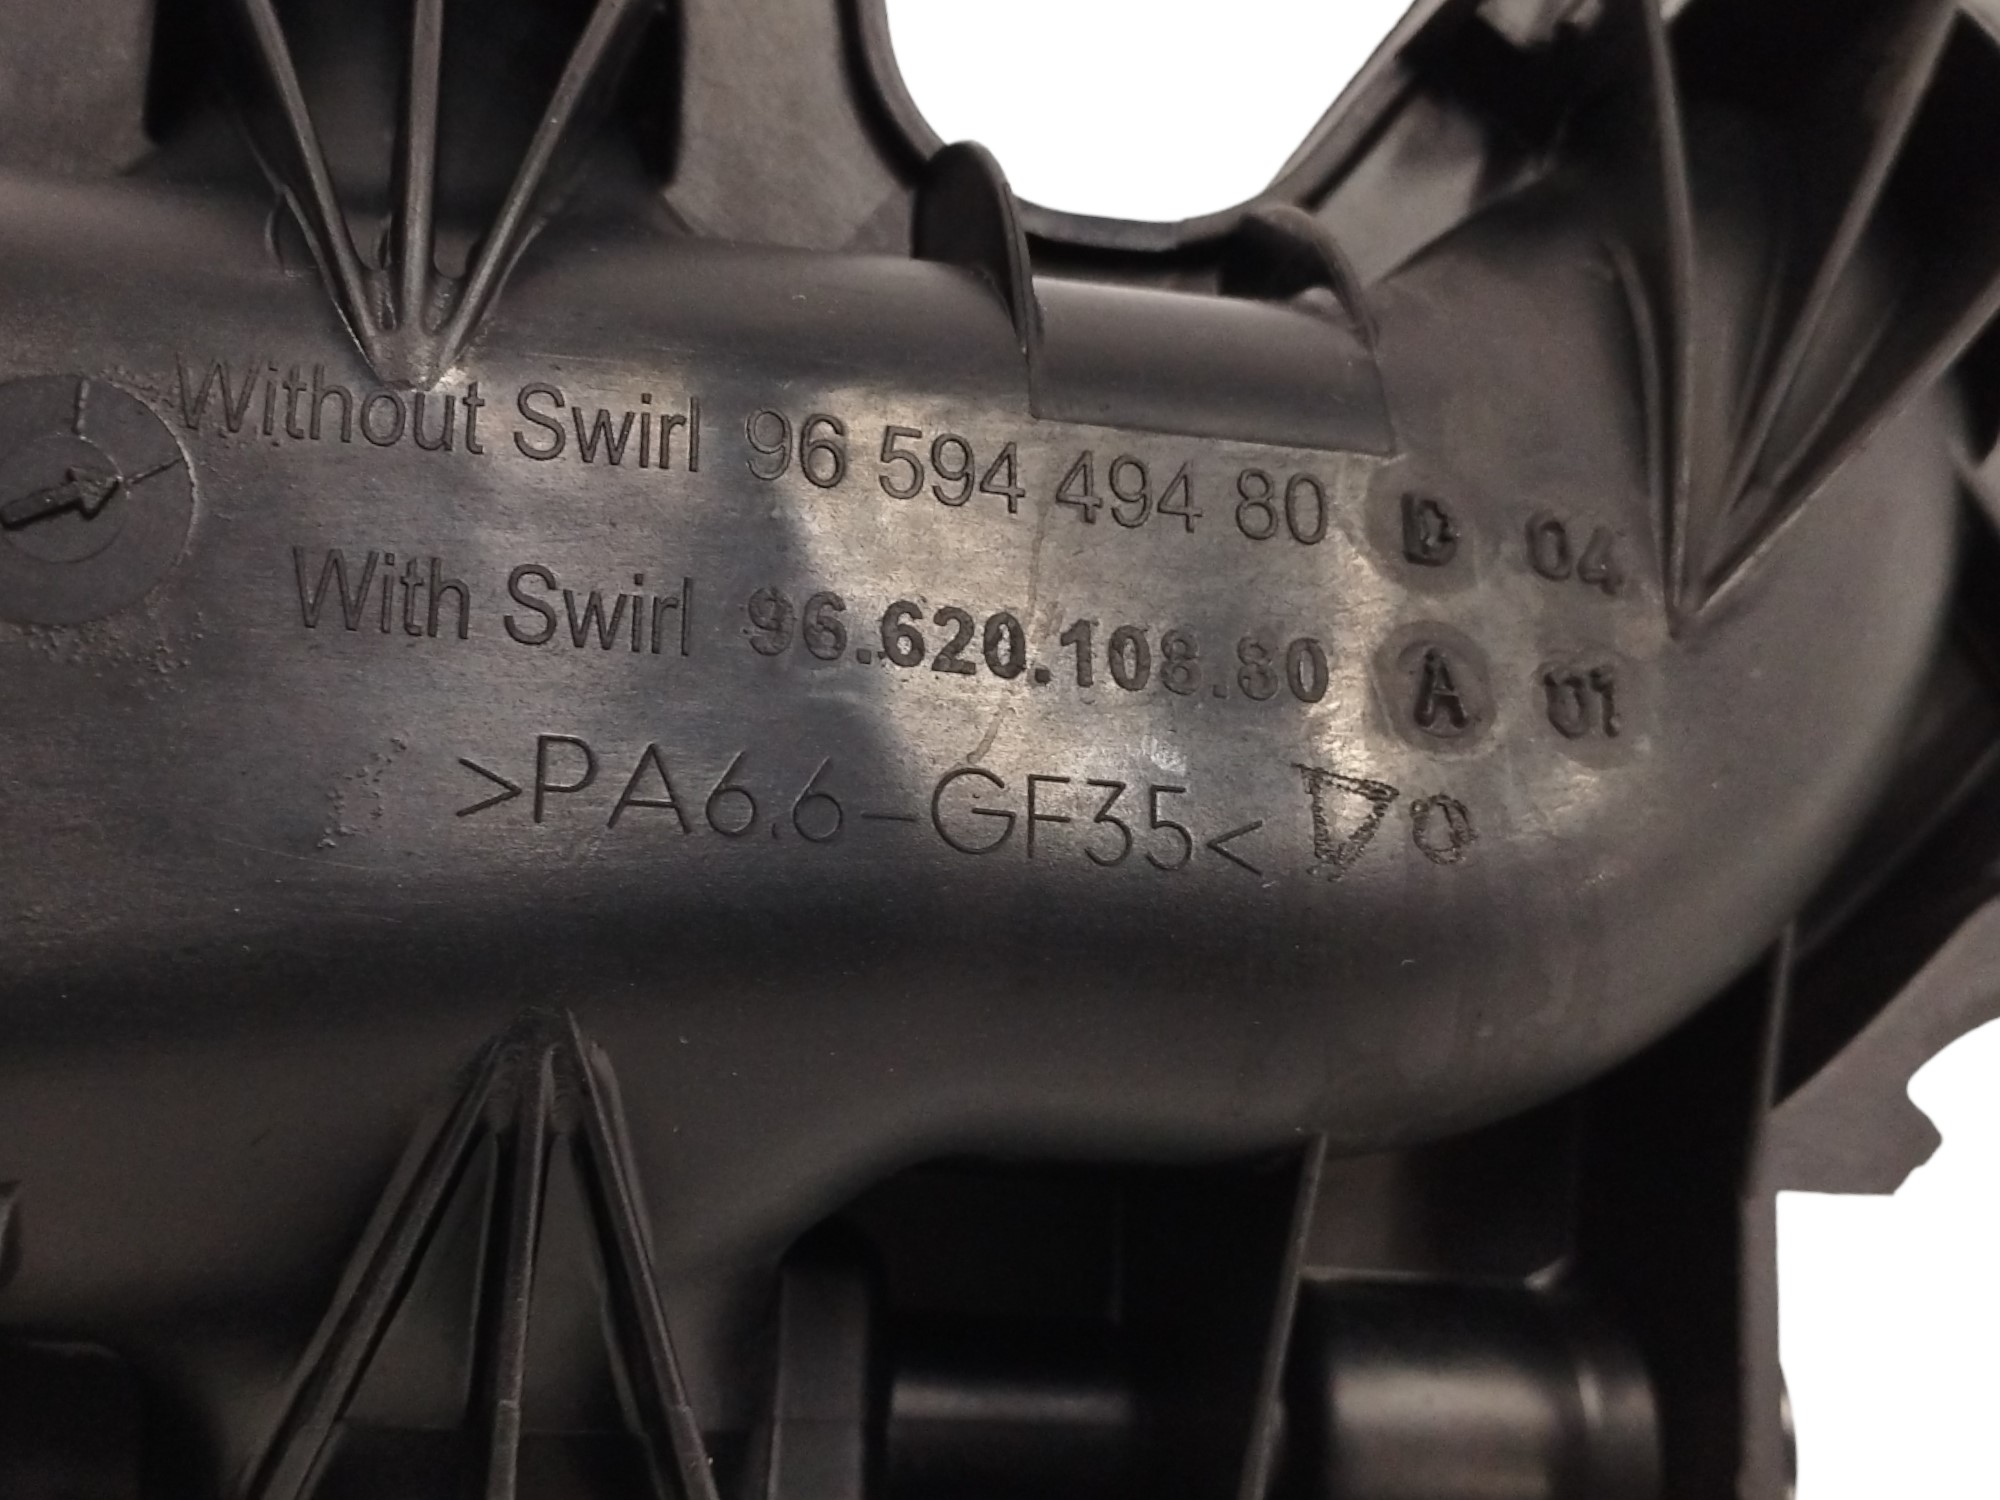 Without Swirl 96 594 494 80 D 04
With Swirl 96.620.108.80 A 01
>PA6.6-GF35<